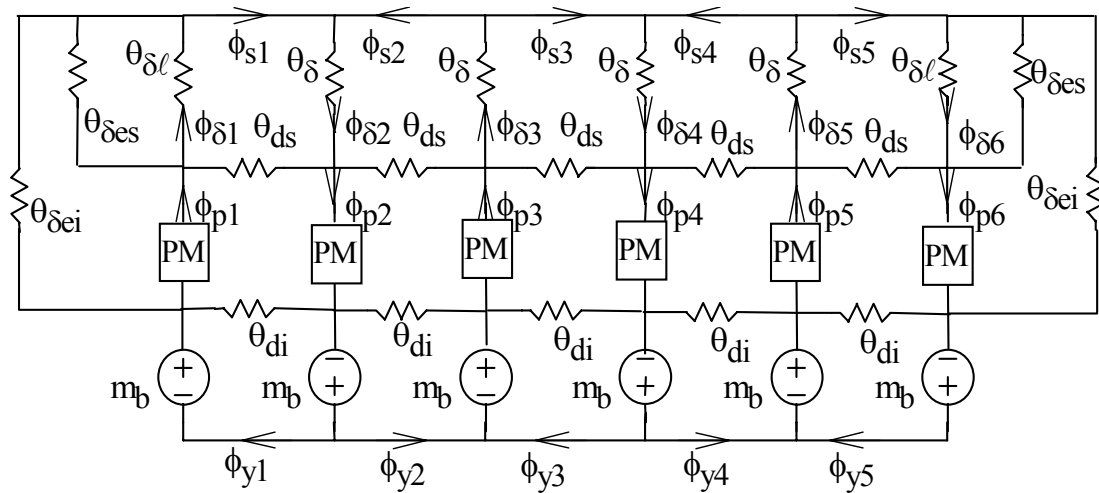 ϕs1 ϕs2 ϕs3 ϕs4 ϕs5
θδℓ θδ θδ θδ θδ θδℓ θδes
θδes ϕδ1 θds ϕδ2 θds ϕδ3 θds ϕδ4 θds ϕδ5 θds ϕδ6
θδei ϕp1 ϕp2 ϕp3 ϕp4 ϕp5 ϕp6 θδei
PM PM PM PM PM PM
θdi θdi θdi θdi θdi
+ − + − + −
mb mb mb mb mb mb
− + − + − +
ϕy1 ϕy2 ϕy3 ϕy4 ϕy5